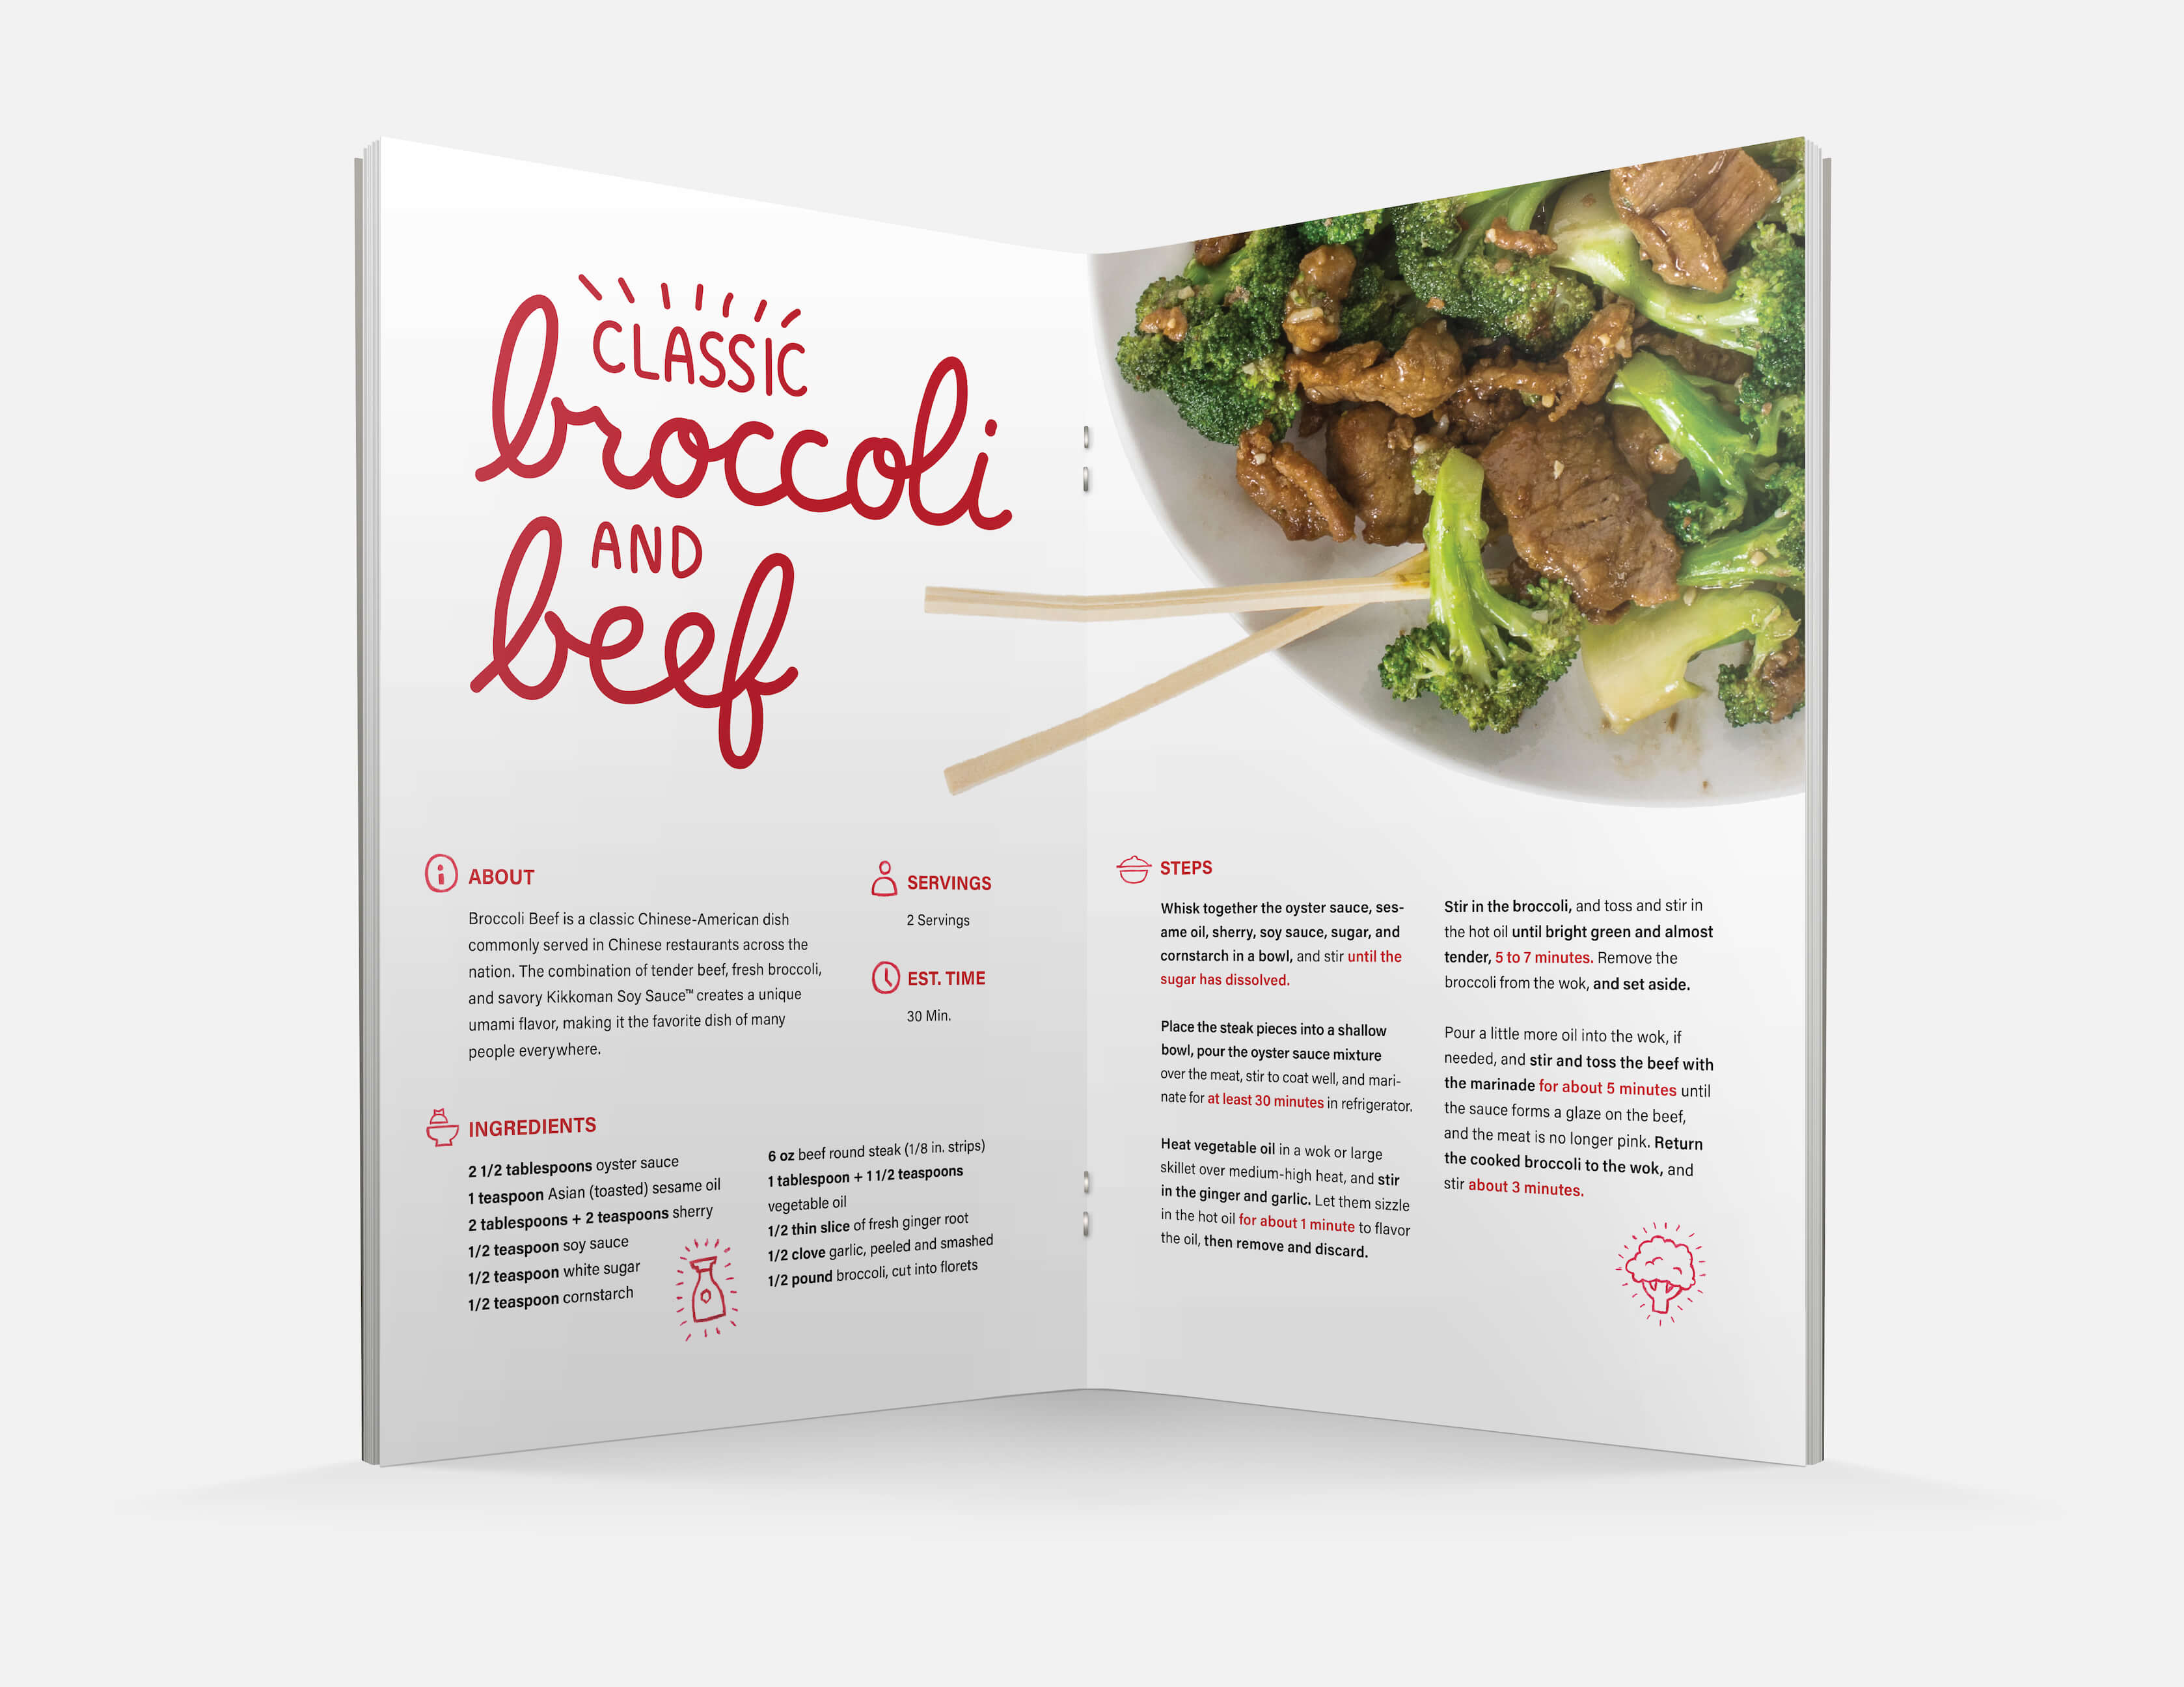 CLASSIC
broccoli
AND
beef
ABOUT
Broccoli Beef is a classic Chinese-American dish
commonly served in Chinese restaurants across the
nation. The combination of tender beef, fresh broccoli,
and savory Kikkoman Soy Sauce™ creates a unique
umami flavor, making it the favorite dish of many
people everywhere.
SERVINGS
2 Servings
EST. TIME
30 Min.
INGREDIENTS
2 1/2 tablespoons oyster sauce
1 teaspoon Asian (toasted) sesame oil
2 tablespoons + 2 teaspoons sherry
1/2 teaspoon soy sauce
1/2 teaspoon white sugar
1/2 teaspoon cornstarch
6 oz beef round steak (1/8 in. strips)
1 tablespoon + 1 1/2 teaspoons
vegetable oil
1/2 thin slice of fresh ginger root
1/2 clove garlic, peeled and smashed
1/2 pound broccoli, cut into florets
STEPS
Whisk together the oyster sauce, ses-
ame oil, sherry, soy sauce, sugar, and
cornstarch in a bowl, and stir until the
sugar has dissolved.
Place the steak pieces into a shallow
bowl, pour the oyster sauce mixture
over the meat, stir to coat well, and mari-
nate for at least 30 minutes in refrigerator.
Heat vegetable oil in a wok or large
skillet over medium-high heat, and stir
in the ginger and garlic. Let them sizzle
in the hot oil for about 1 minute to flavor
the oil, then remove and discard.
Stir in the broccoli, and toss and stir in
the hot oil until bright green and almost
tender, 5 to 7 minutes. Remove the
broccoli from the wok, and set aside.
Pour a little more oil into the wok, if
needed, and stir and toss the beef with
the marinade for about 5 minutes until
the sauce forms a glaze on the beef,
and the meat is no longer pink. Return
the cooked broccoli to the wok, and
stir about 3 minutes.